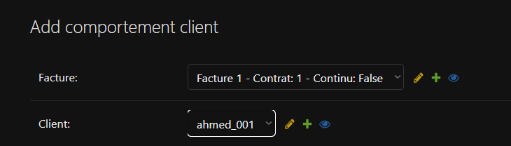 Add comportement client
Facture: Facture 1 - Contrat: 1 - Continu: False
Client: ahmed_001